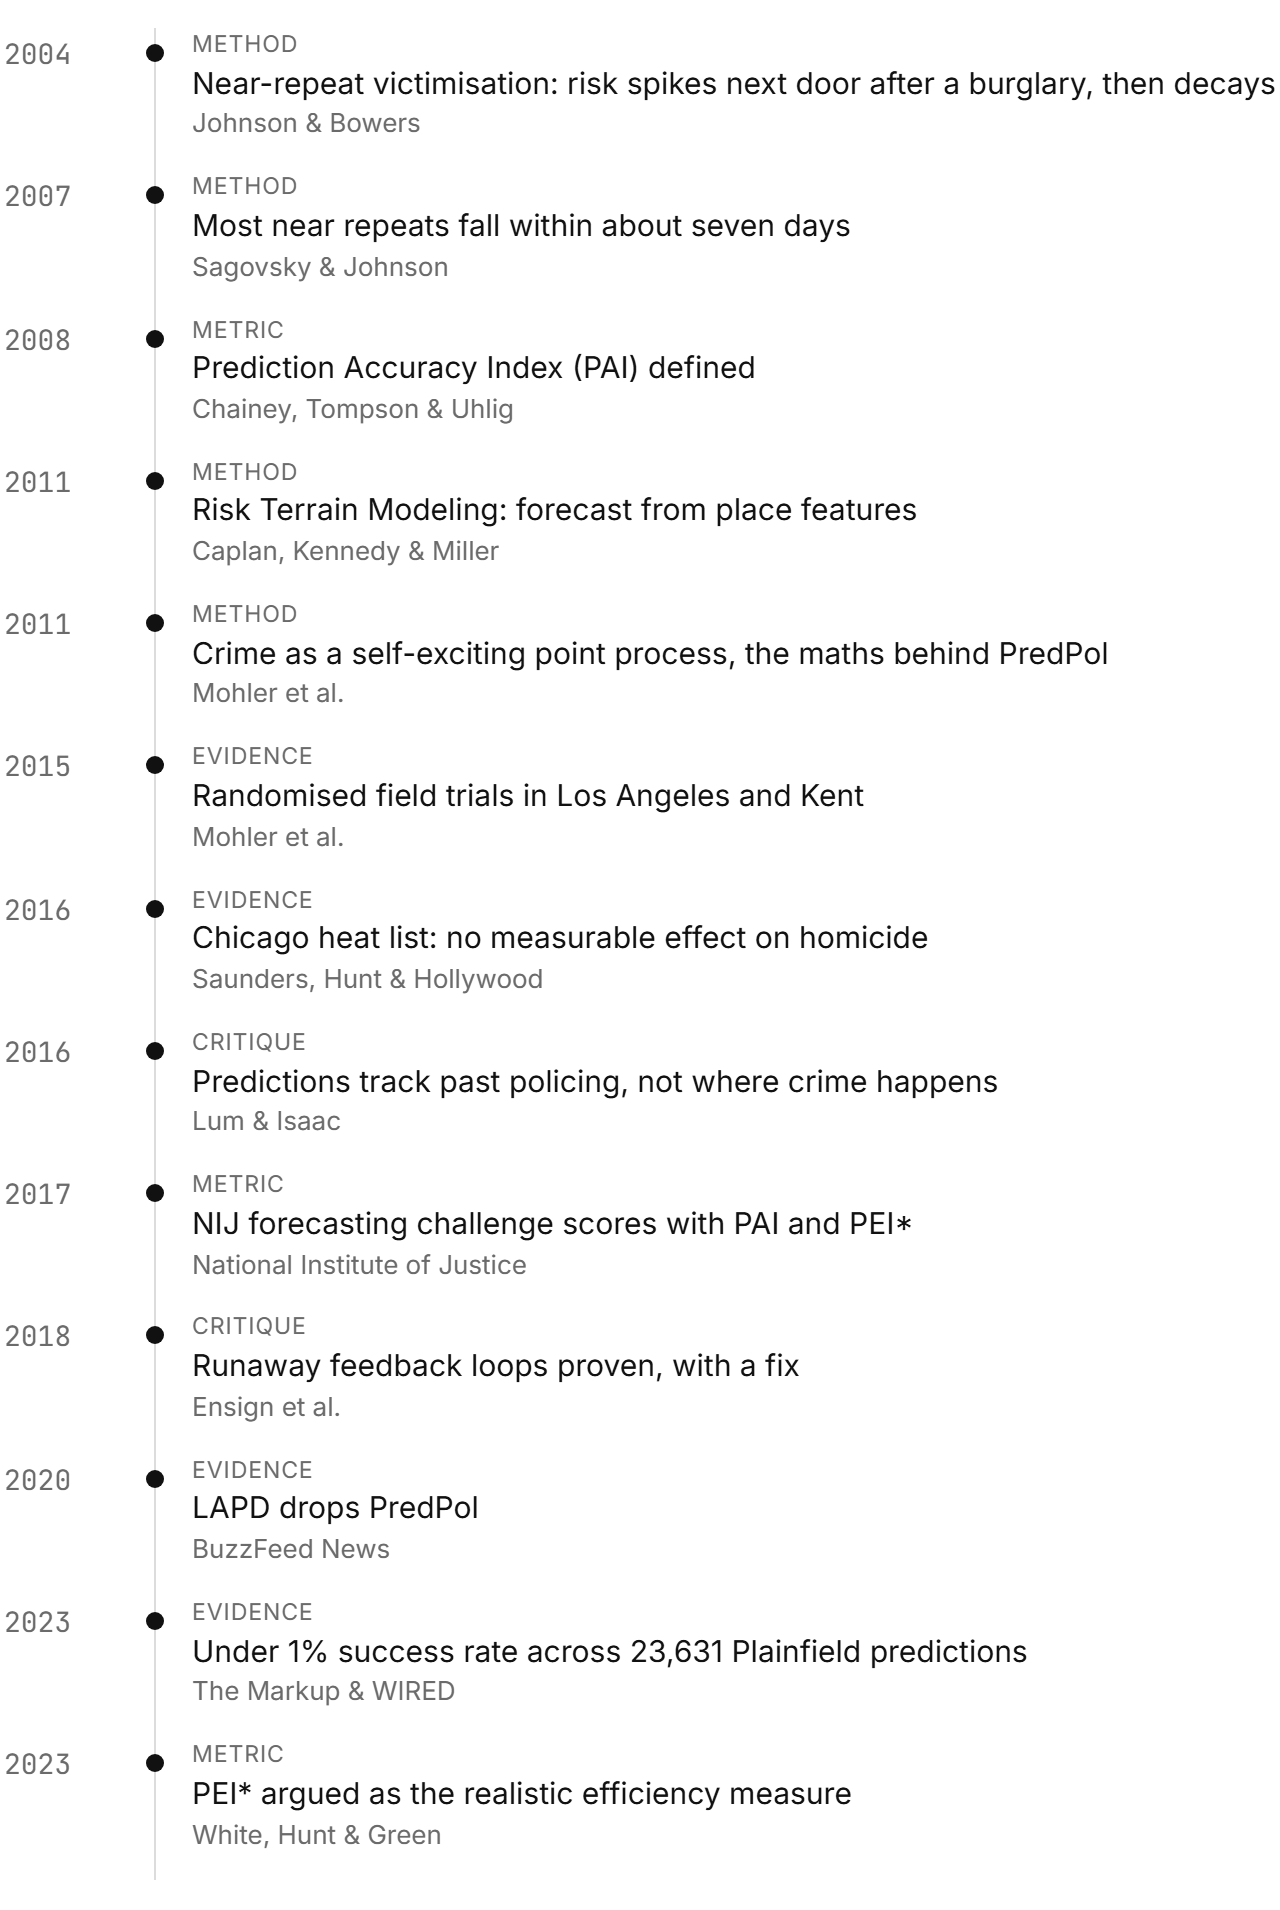 2004
METHOD
Near-repeat victimisation: risk spikes next door after a burglary, then decays
Johnson & Bowers
2007
METHOD
Most near repeats fall within about seven days
Sagovsky & Johnson
2008
METRIC
Prediction Accuracy Index (PAI) defined
Chainey, Tompson & Uhlig
2011
METHOD
Risk Terrain Modeling: forecast from place features
Caplan, Kennedy & Miller
2011
METHOD
Crime as a self-exciting point process, the maths behind PredPol
Mohler et al.
2015
EVIDENCE
Randomised field trials in Los Angeles and Kent
Mohler et al.
2016
EVIDENCE
Chicago heat list: no measurable effect on homicide
Saunders, Hunt & Hollywood
2016
CRITIQUE
Predictions track past policing, not where crime happens
Lum & Isaac
2017
METRIC
NIJ forecasting challenge scores with PAI and PEI*
National Institute of Justice
2018
CRITIQUE
Runaway feedback loops proven, with a fix
Ensign et al.
2020
EVIDENCE
LAPD drops PredPol
BuzzFeed News
2023
EVIDENCE
Under 1% success rate across 23,631 Plainfield predictions
The Markup & WIRED
2023
METRIC
PEI* argued as the realistic efficiency measure
White, Hunt & Green